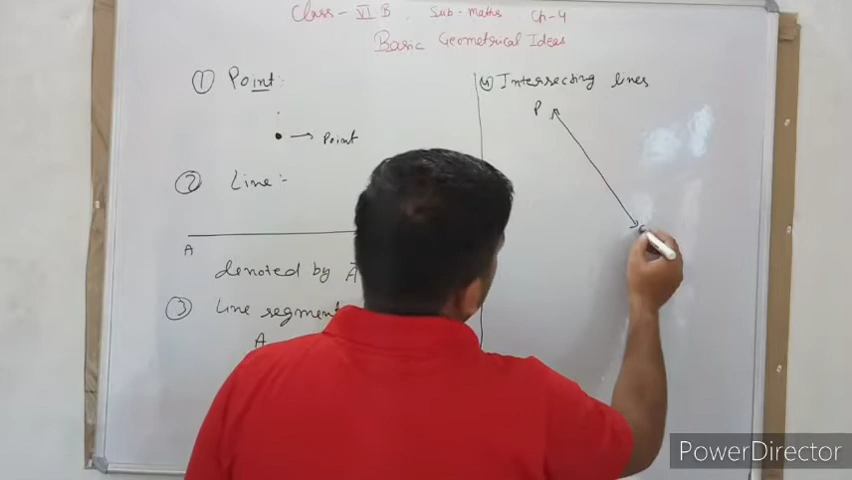 Class - VI B . Sub - maths Ch-4
Basic Geometrical Ideas
① Point :
• → Point
② Line :-
A
denoted by A
③ Line segment
A
④ Intersecting lines
P
PowerDirector